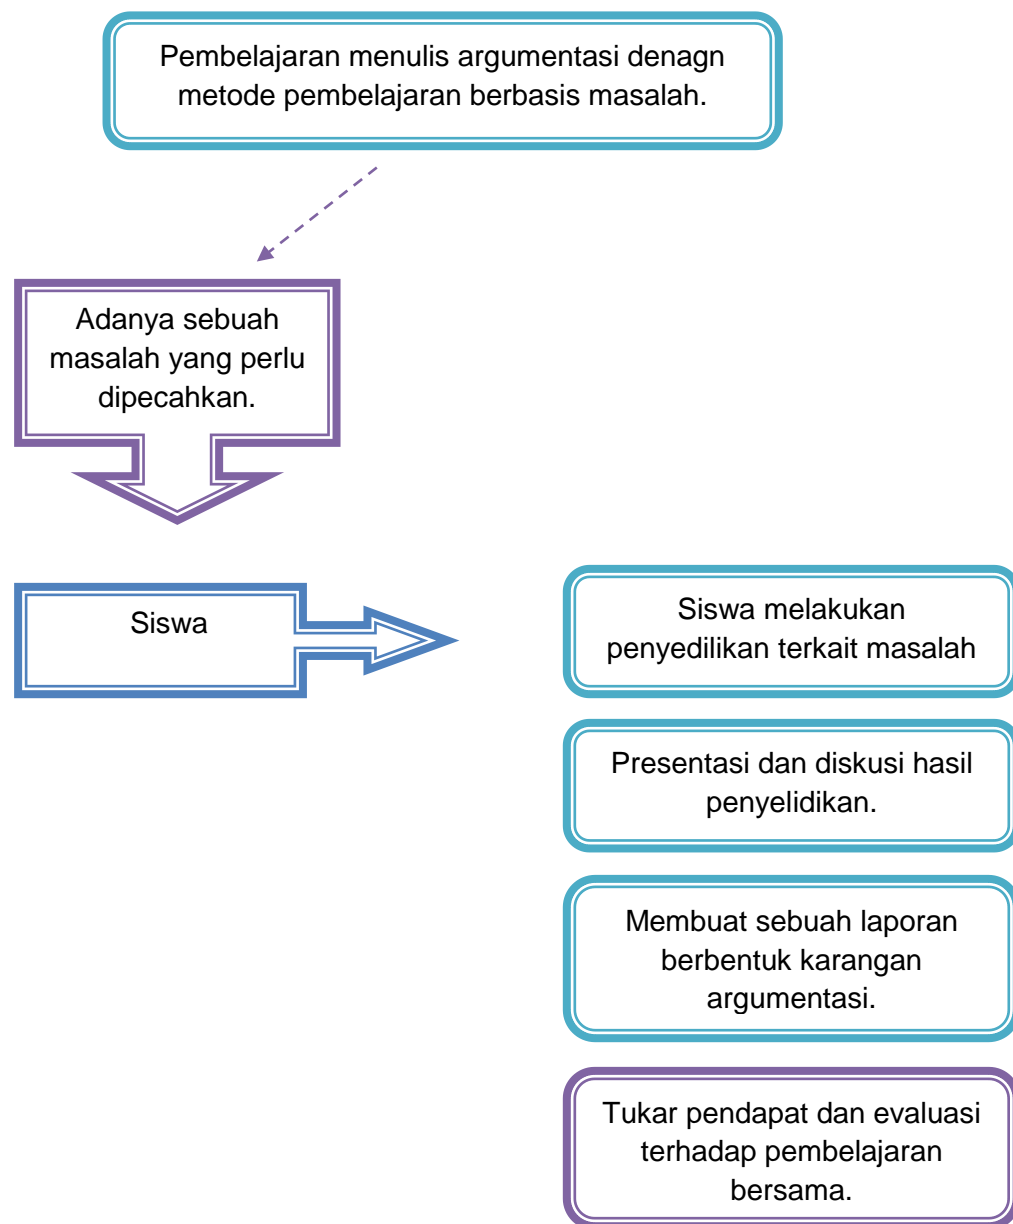 Pembelajaran menulis argumentasi denagn
metode pembelajaran berbasis masalah.
Adanya sebuah
masalah yang perlu
dipecahkan.
Siswa
Siswa melakukan
penyedilikan terkait masalah
Presentasi dan diskusi hasil
penyelidikan.
Membuat sebuah laporan
berbentuk karangan
argumentasi.
Tukar pendapat dan evaluasi
terhadap pembelajaran
bersama.